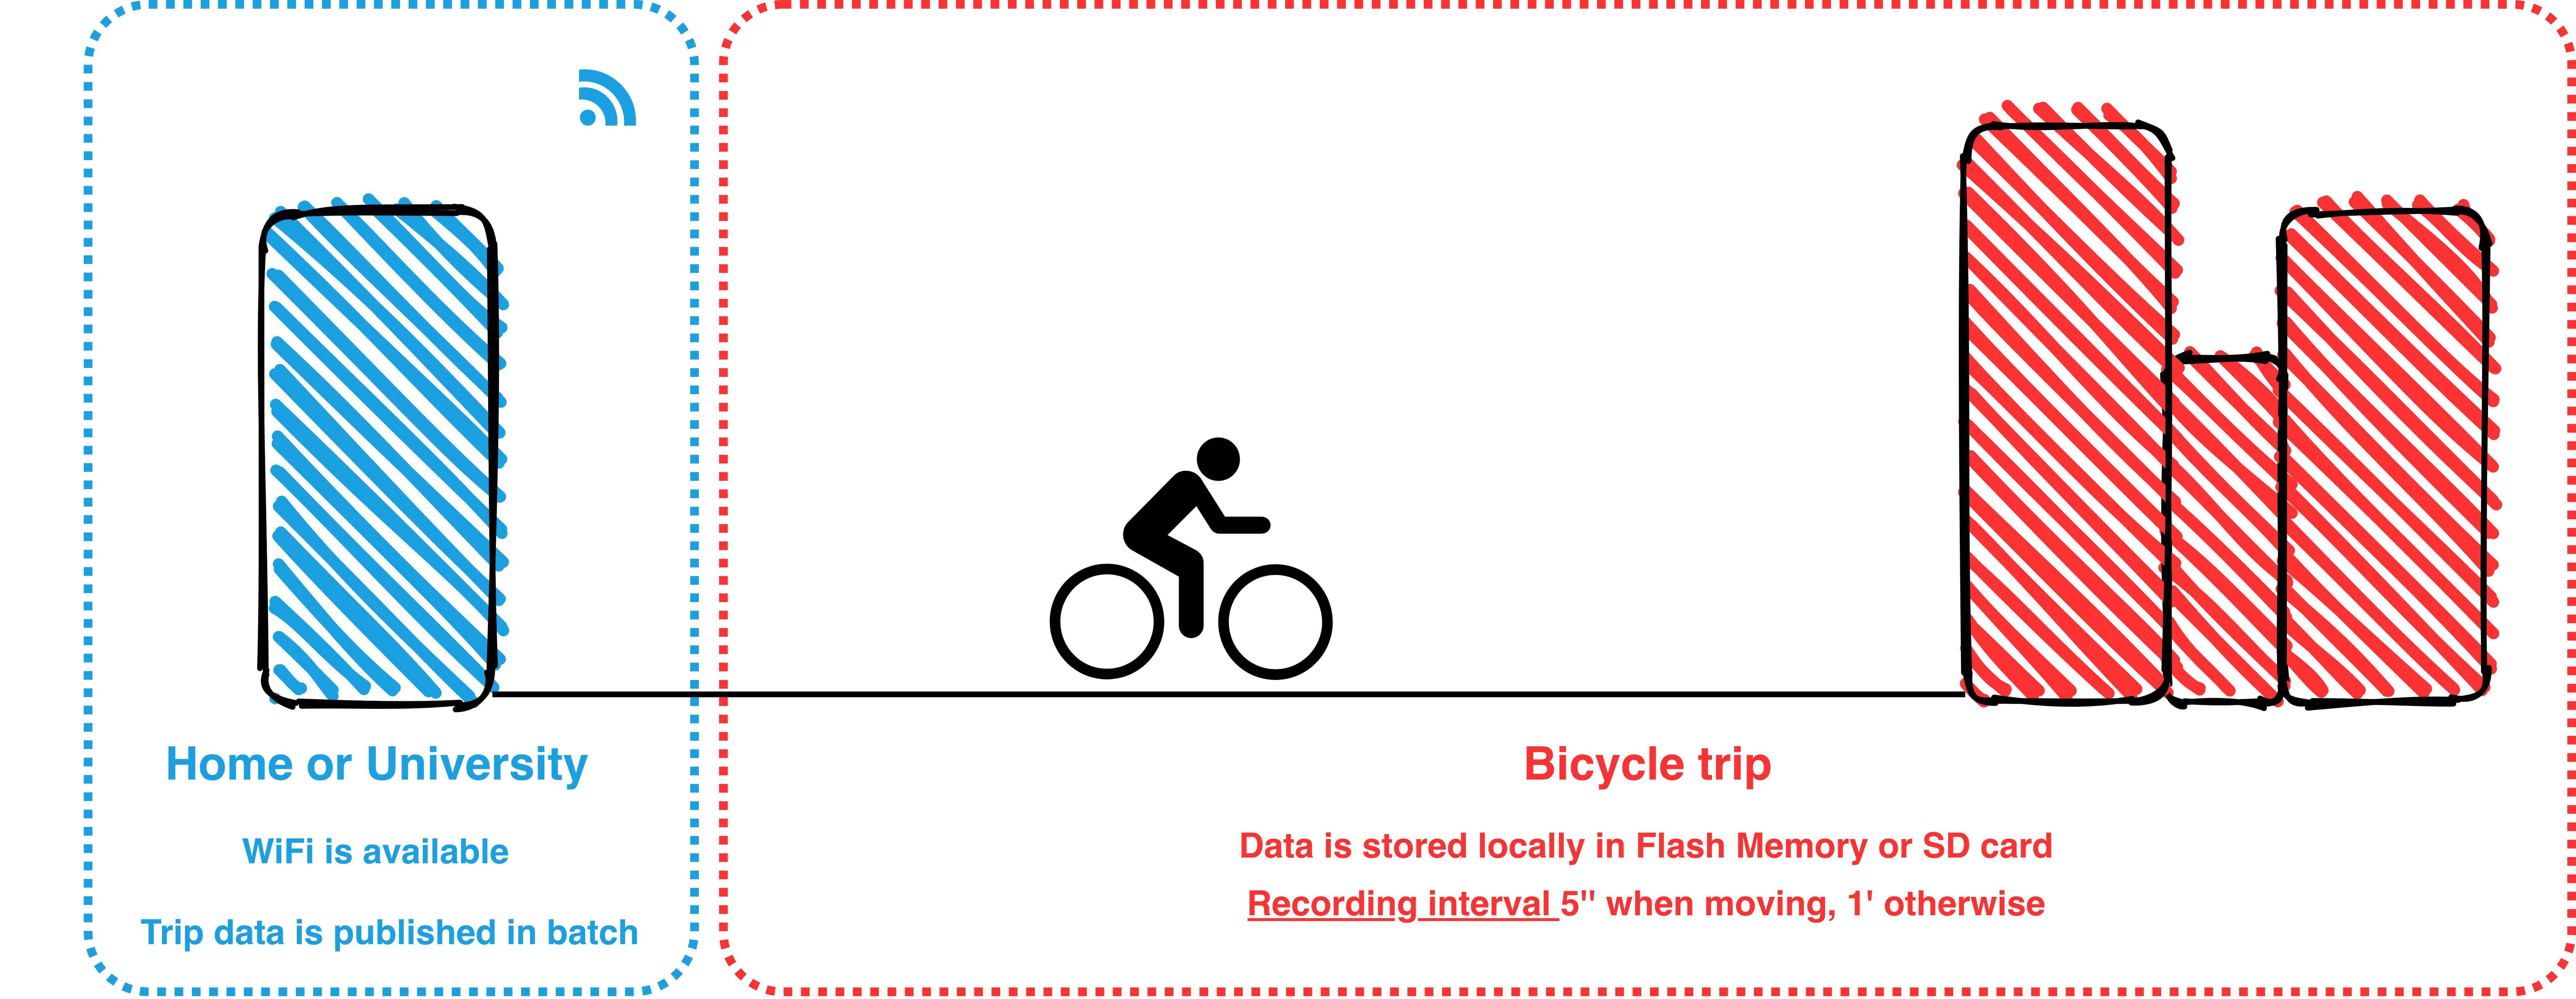 Home or University
WiFi is available
Trip data is published in batch
Bicycle trip
Data is stored locally in Flash Memory or SD card
Recording interval 5" when moving, 1' otherwise